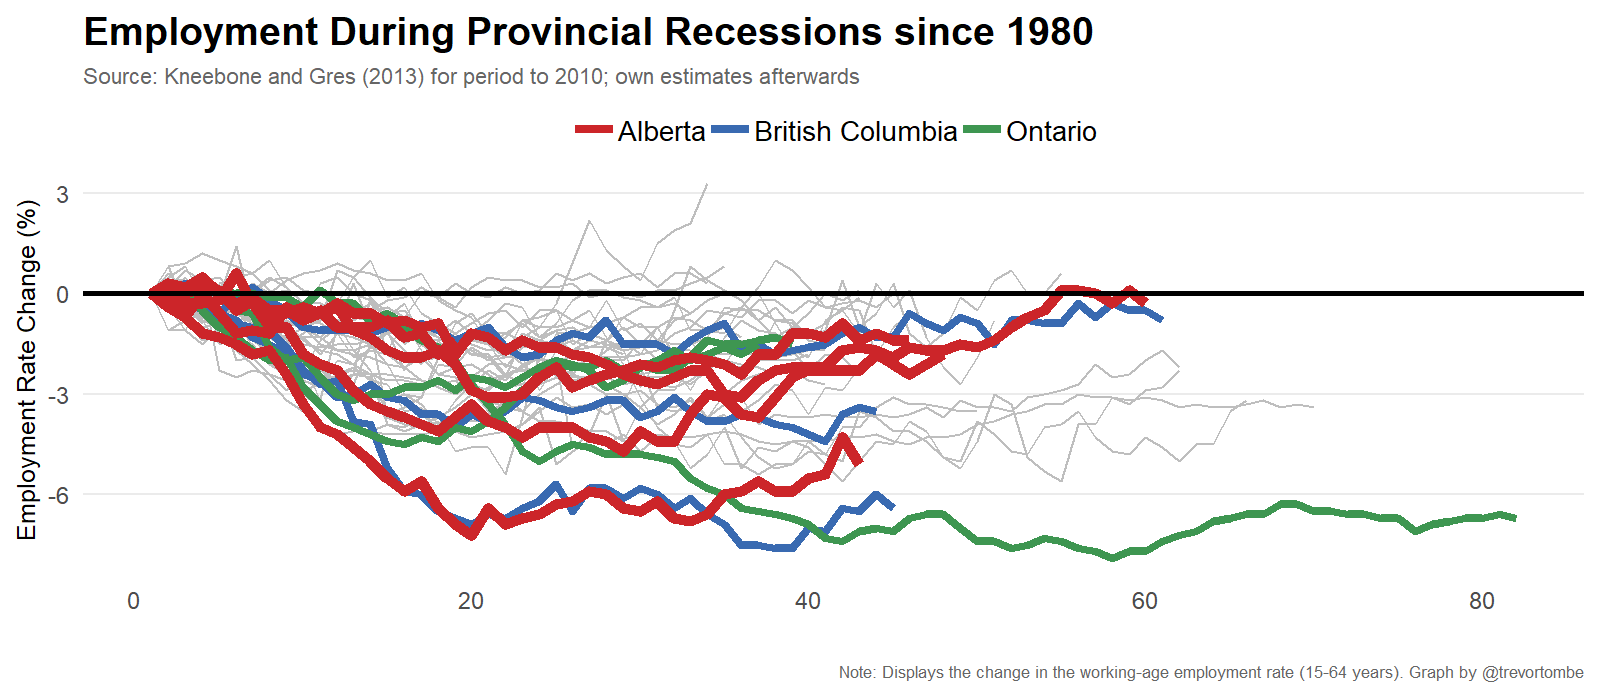 Employment During Provincial Recessions since 1980
Source: Kneebone and Gres (2013) for period to 2010; own estimates afterwards
Alberta British Columbia Ontario
Employment Rate Change (%)
3
0
-3
-6
0 20 40 60 80
Note: Displays the change in the working-age employment rate (15-64 years). Graph by @trevortombe